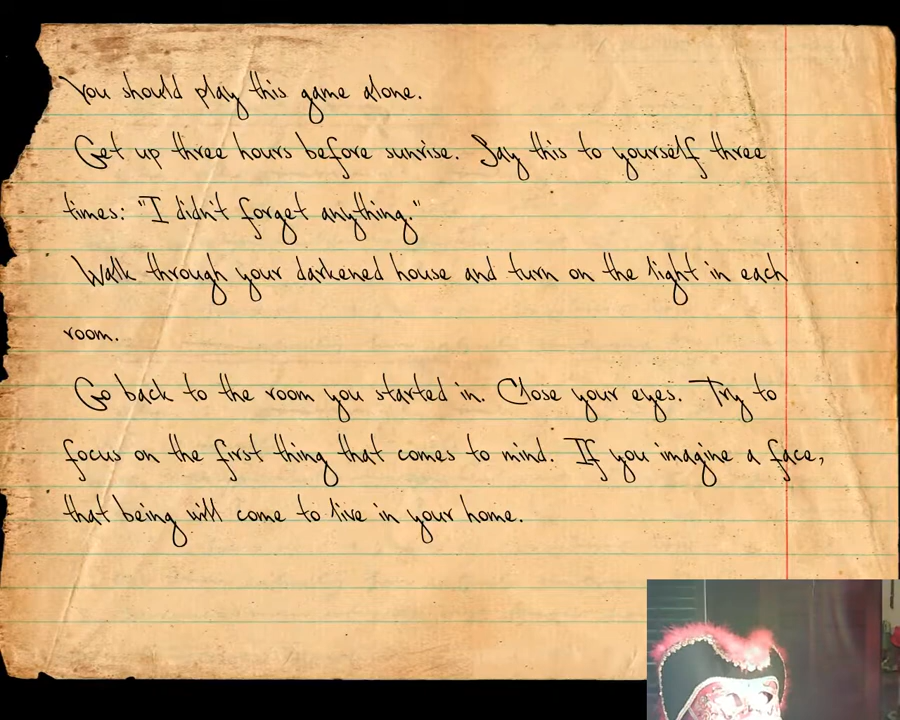 You should play this game alone.
Get up three hours before sunrise. Say this to yourself three
times: "I didn't forget anything."
Walk through your darkened house and turn on the light in each
room.
Go back to the room you started in. Close your eyes. Try to
focus on the first thing that comes to mind. If you imagine a face,
that being will come to live in your home.